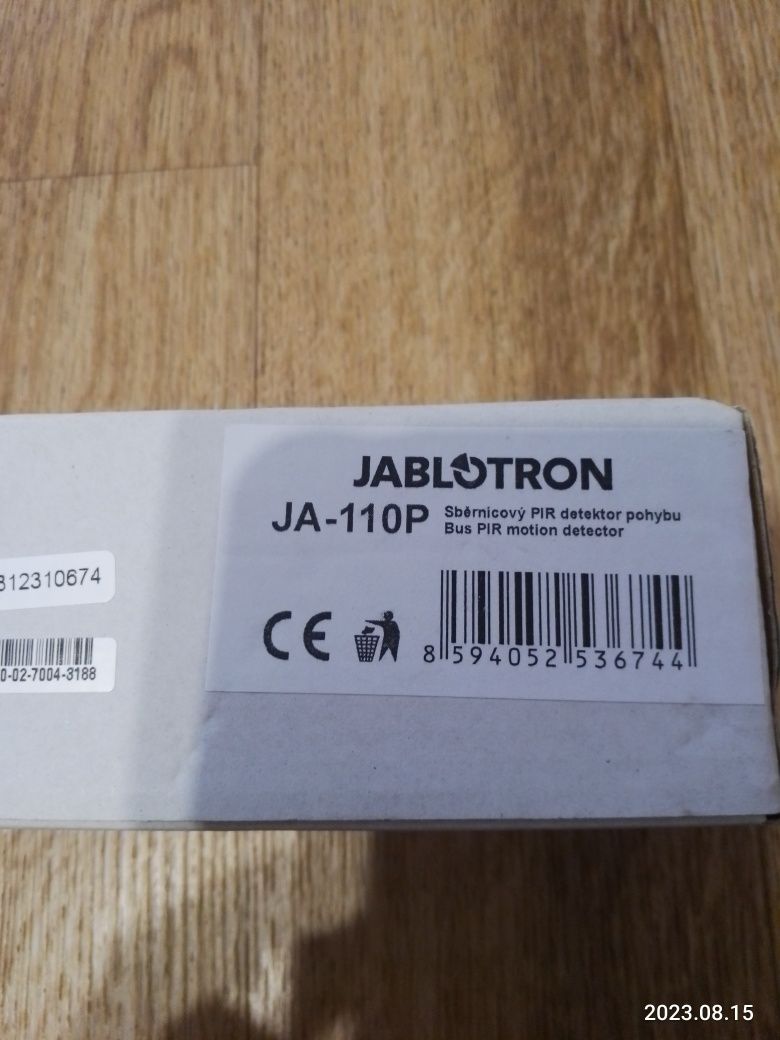 JABLOTRON
JA-110P
Sběrnicový PIR detektor pohybu
Bus PIR motion detector
312310674
0-02-7004-3188
CE
8 594052 536744
2023.08.15